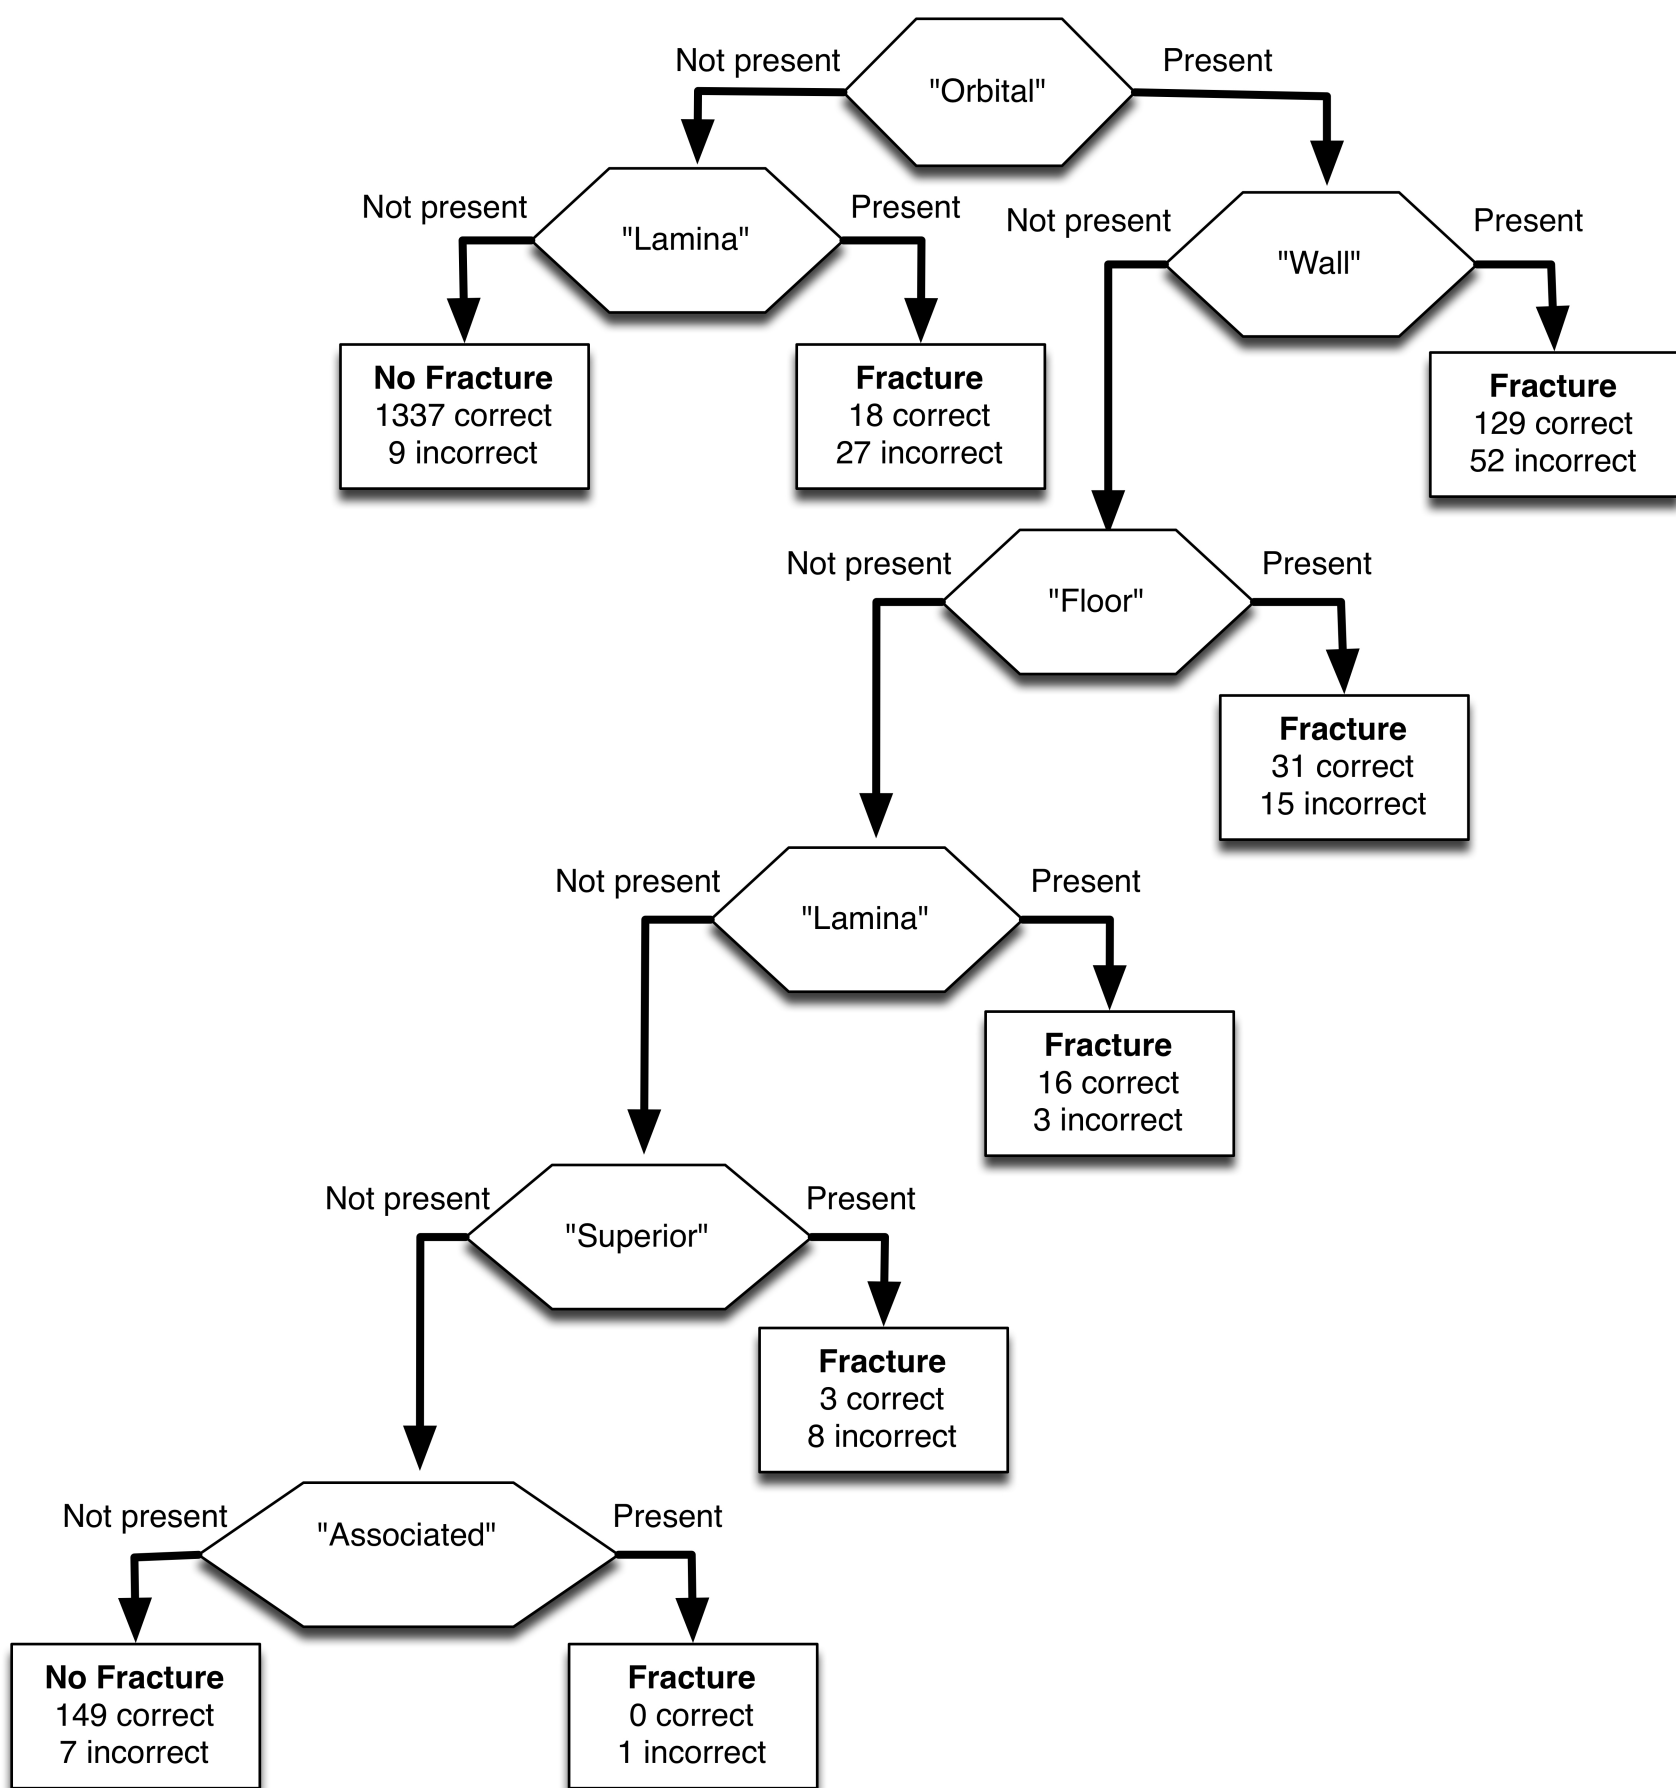 Not present
"Orbital"
Present
Not present
"Lamina"
Present
Not present
"Wall"
Present
No Fracture
1337 correct
9 incorrect
Fracture
18 correct
27 incorrect
Fracture
129 correct
52 incorrect
Not present
"Floor"
Present
Fracture
31 correct
15 incorrect
Not present
"Lamina"
Present
Fracture
16 correct
3 incorrect
Not present
"Superior"
Present
Fracture
3 correct
8 incorrect
Not present
"Associated"
Present
No Fracture
149 correct
7 incorrect
Fracture
0 correct
1 incorrect